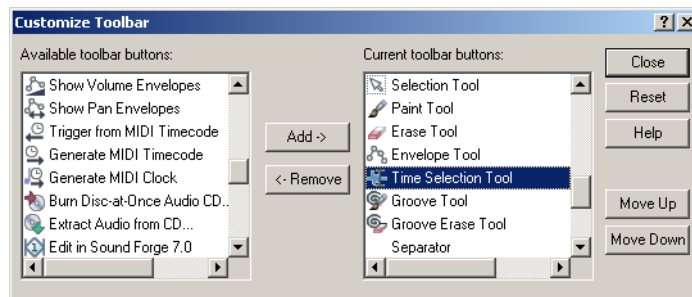 Customize Toolbar
Available toolbar buttons:
Show Volume Envelopes
Show Pan Envelopes
Trigger from MIDI Timecode
Generate MIDI Timecode
Generate MIDI Clock
Burn Disc-at-Once Audio CD..
Extract Audio from CD...
Edit in Sound Forge 7.0
Add ->
<- Remove
Current toolbar buttons:
Selection Tool
Paint Tool
Erase Tool
Envelope Tool
Time Selection Tool
Groove Tool
Groove Erase Tool
Separator
Close
Reset
Help
Move Up
Move Down